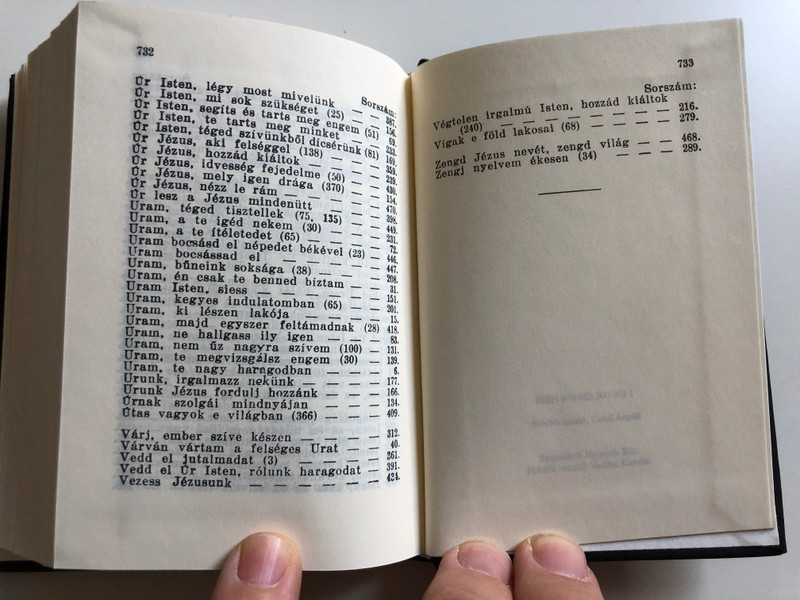 732
Sorszám:
Úr Isten, légy most mivelünk — 387.
Úr Isten, mi sok szükséget (25) — 156.
Úr Isten, segíts és tarts meg engem (51) 69.
Úr Isten, te tarts meg minket —
Úr Isten, téged szívünkből dícsérünk (81) 169.
Úr Jézus, aki felséggel (138) — — 359.
Úr Jézus, hozzád kiáltok — — — 239.
Úr Jézus, idvesség fejedelme (50) — 430.
Úr Jézus, mely igen drága (370) — 154.
Úr Jézus, nézz le rám — — — 470.
Úr lesz a Jézus mindenütt — — 398.
Uram, téged tisztellek (75, 135) — 449.
Uram, a te igéd nekem (30) — — 231.
Uram, a te ítéletedet (65) — — 72.
Uram bocsásd el népedet békével (23) 446.
Uram bocsássad el — — — — 447.
Uram, bűneink soksága (38) — — 208.
Uram, én csak te benned bíztam — 31.
Uram Isten, siess — — — — 151.
Uram, kegyes indulatomban (65) — 201.
Uram, ki lészen lakója — — — 15.
Uram, majd egyszer feltámadnak (28) 418.
Uram, ne hallgass ily igen — — 83.
Uram, nem űz nagyra szívem (100) — 131.
Uram, te megvizsgálsz engem (30) — 139.
Uram, te nagy haragodban — — 6.
Urunk, irgalmazz nekünk — — — 177.
Urunk Jézus fordulj hozzánk — — 166.
Úrnak szolgái mindnyájan — — — 134.
Útas vagyok e világban (366) — — 409.
Várj, ember szíve készen — — — 312.
Várván vártam a felséges Urat — — 40.
Vedd el jutalmadat (3) — — — — 261.
Vedd el Úr Isten, rólunk haragodat — 391.
Vezess Jézusunk — — — — — 424.
733
Sorszám:
Végtelen irgalmú Isten, hozzád kiáltok
(240) — — — — — — — 216.
Vigak e föld lakosai (68) — — — — 279.
Zengd Jézus nevét, zengd világ — — 468.
Zengj nyelvem ékesen (34) — — — 289.